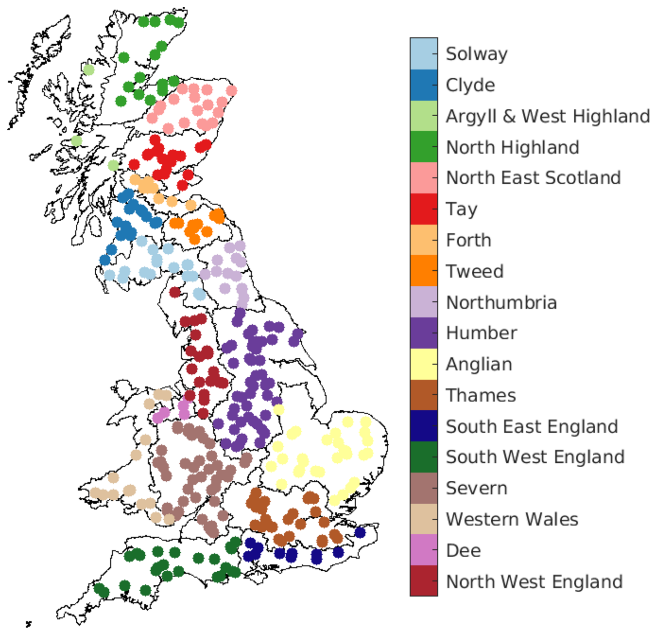 Solway
Clyde
Argyll & West Highland
North Highland
North East Scotland
Tay
Forth
Tweed
Northumbria
Humber
Anglian
Thames
South East England
South West England
Severn
Western Wales
Dee
North West England